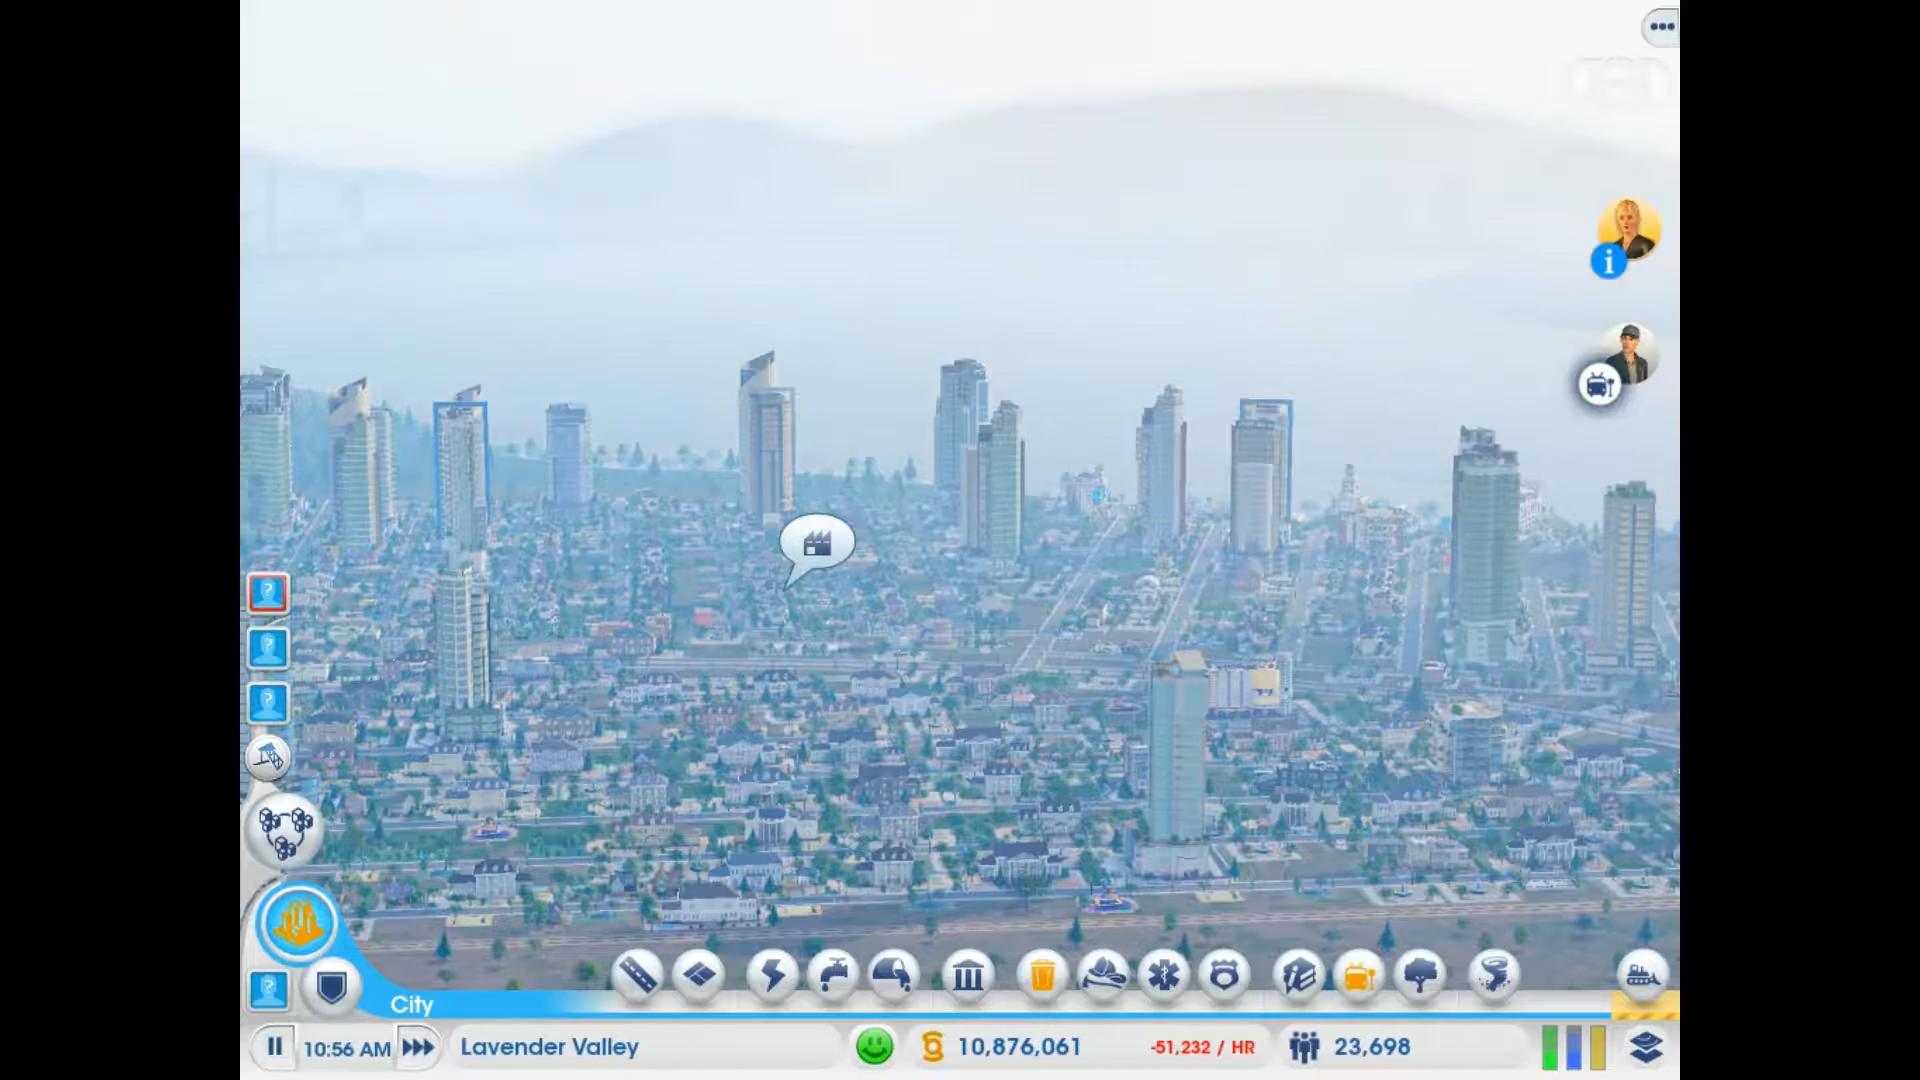 i
?
?
?
?
City
10:56 AM
Lavender Valley
10,876,061
-51,232 / HR
23,698